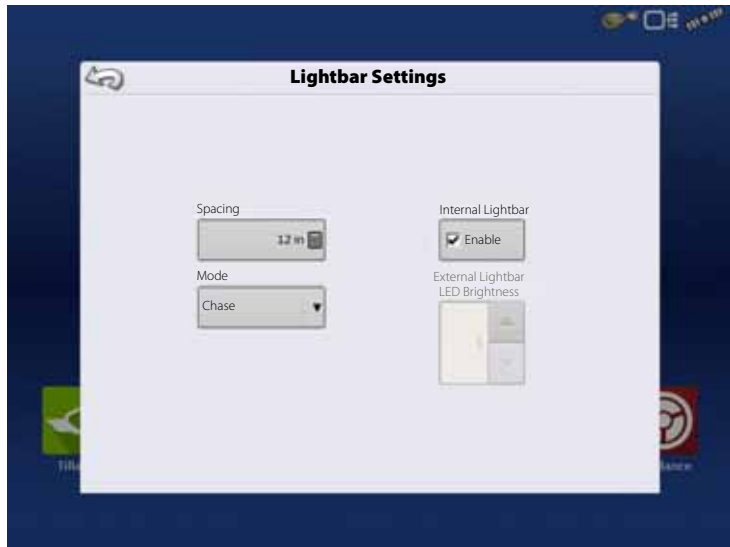 Lightbar Settings
Spacing
12 in
Mode
Chase
Internal Lightbar
Enable
External Lightbar
LED Brightness